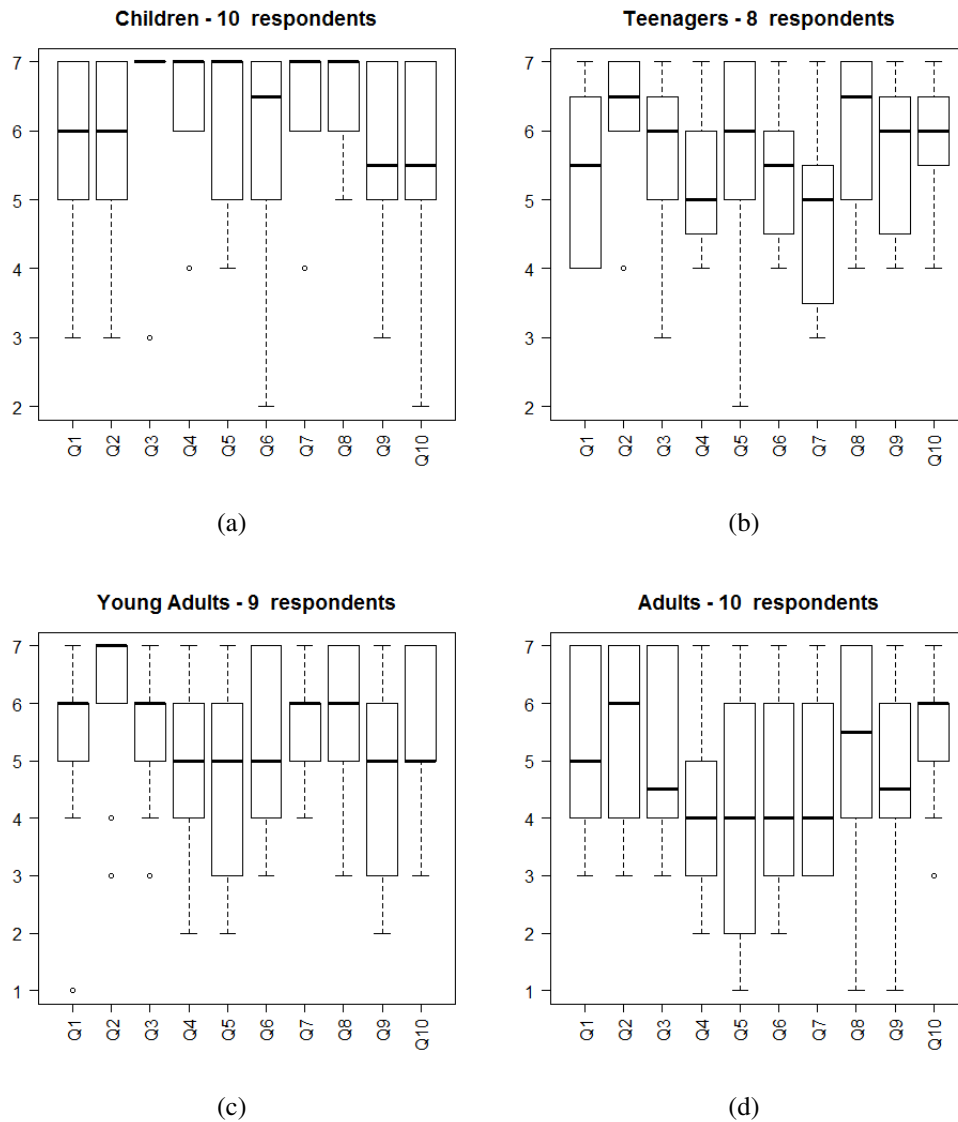 Children - 10 respondents
7
6
5
4
3
2
Q1 Q2 Q3 Q4 Q5 Q6 Q7 Q8 Q9 Q10
(a)
Teenagers - 8 respondents
7
6
5
4
3
2
Q1 Q2 Q3 Q4 Q5 Q6 Q7 Q8 Q9 Q10
(b)
Young Adults - 9 respondents
7
6
5
4
3
2
1
Q1 Q2 Q3 Q4 Q5 Q6 Q7 Q8 Q9 Q10
(c)
Adults - 10 respondents
7
6
5
4
3
2
1
Q1 Q2 Q3 Q4 Q5 Q6 Q7 Q8 Q9 Q10
(d)